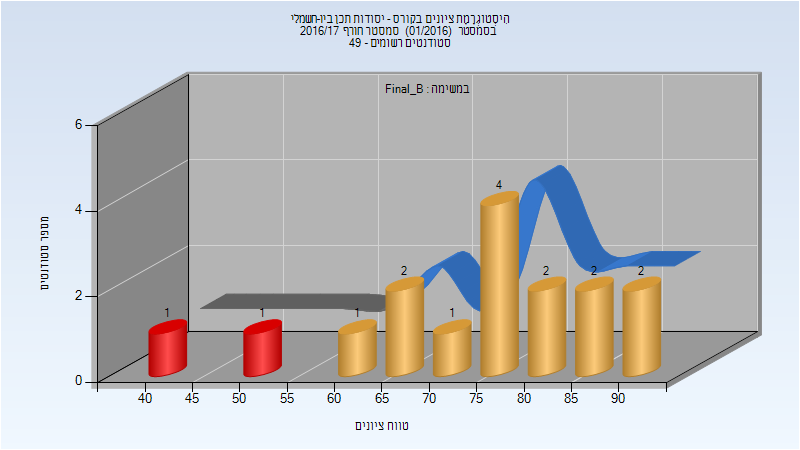 היסטוגרמת ציונים בקורס - יסודות תכן ביו-חשמלי
בסמסטר (01/2016) סמסטר חורף 2016/17
סטודנטים רשומים - 49
במשימה : Final_B
מספר סטודנטים
6
4
2
0
1
1
1
2
1
4
2
2
2
40 45 50 55 60 65 70 75 80 85 90
טווח ציונים